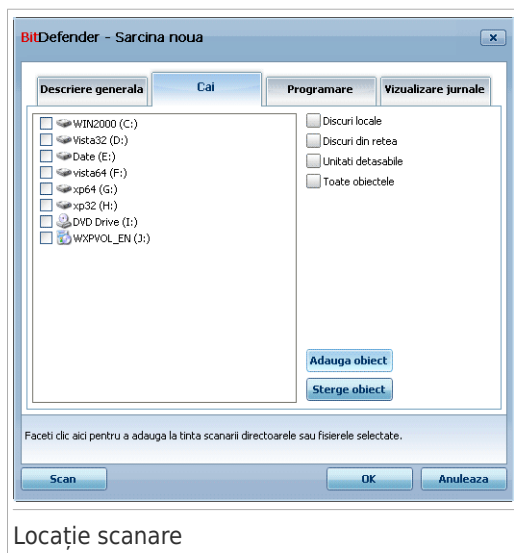 BitDefender - Sarcina noua
Descriere generala
Cai
Programare
Vizualizare jurnale
WIN2000 (C:)
Vista32 (D:)
Date (E:)
vista64 (F:)
xp64 (G:)
xp32 (H:)
DVD Drive (I:)
WXPVOL_EN (J:)
Discuri locale
Discuri din retea
Unitati detasabile
Toate obiectele
Adauga obiect
Sterge obiect
Faceti clic aici pentru a adauga la tinta scanarii directoarele sau fisierele selectate.
Scan
OK
Anuleaza
Locație scanare